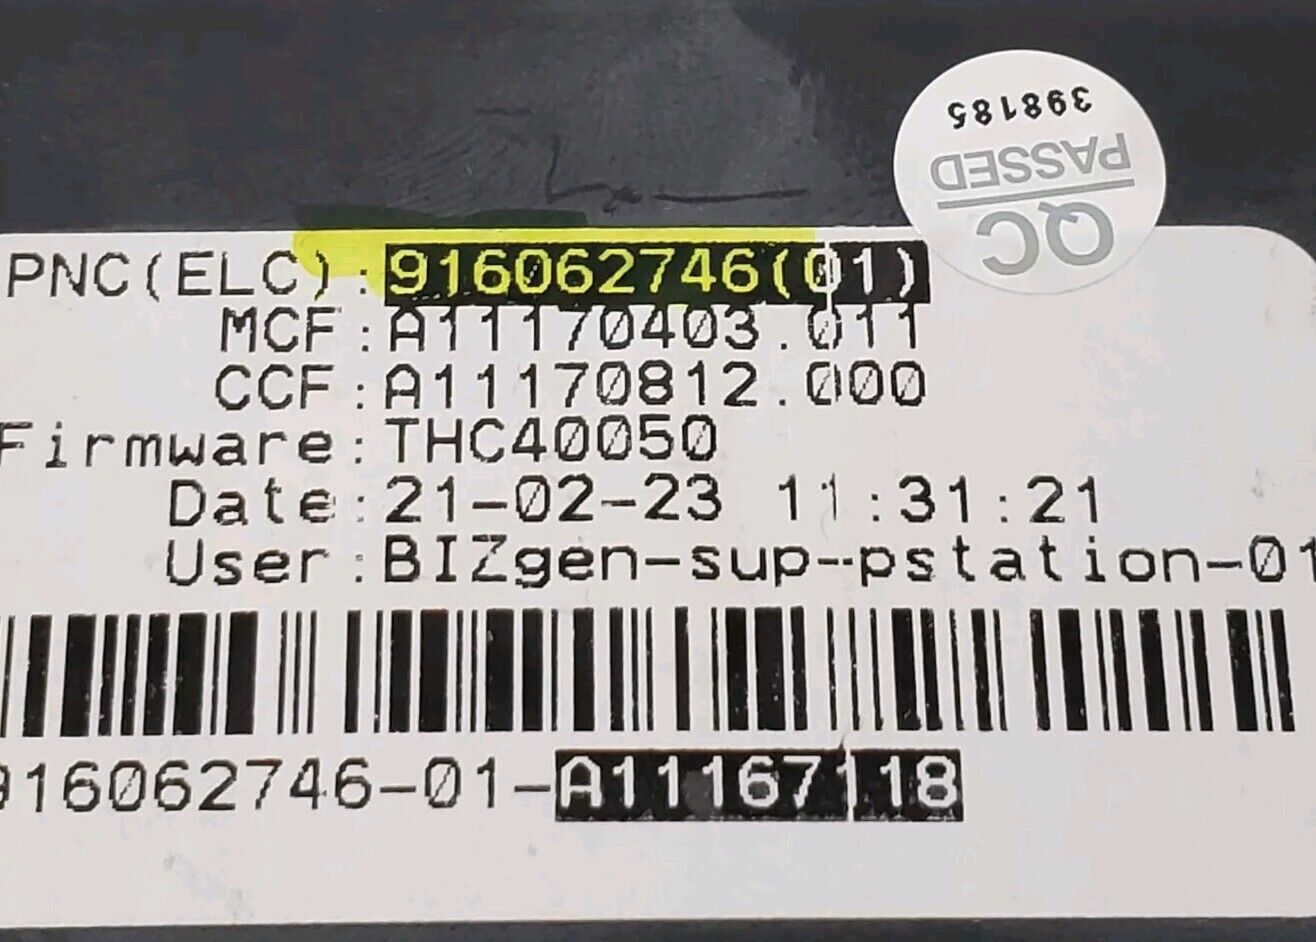 398185
PASSED
QC
PNC(ELC):916062746(01)
MCF:A11170403.011
CCF:A11170812.000
Firmware:THC40050
Date:21-02-23 11:31:21
User:BIZgen-sup-pstation-01
916062746-01-A11167118